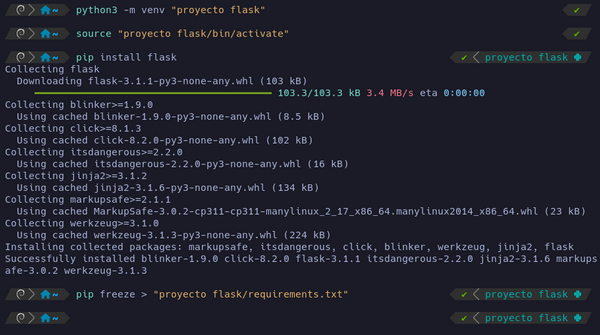 ~ python3 -m venv "proyecto flask" ✔
~ source "proyecto flask/bin/activate" ✔
~ pip install flask ✔ proyecto flask
Collecting flask
Downloading flask-3.1.1-py3-none-any.whl (103 kB)
103.3/103.3 kB 3.4 MB/s eta 0:00:00
Collecting blinker>=1.9.0
Using cached blinker-1.9.0-py3-none-any.whl (8.5 kB)
Collecting click>=8.1.3
Using cached click-8.2.0-py3-none-any.whl (102 kB)
Collecting itsdangerous>=2.2.0
Using cached itsdangerous-2.2.0-py3-none-any.whl (16 kB)
Collecting jinja2>=3.1.2
Using cached jinja2-3.1.6-py3-none-any.whl (134 kB)
Collecting markupsafe>=2.1.1
Using cached MarkupSafe-3.0.2-cp311-cp311-manylinux_2_17_x86_64.manylinux2014_x86_64.whl (23 kB)
Collecting werkzeug>=3.1.0
Using cached werkzeug-3.1.3-py3-none-any.whl (224 kB)
Installing collected packages: markupsafe, itsdangerous, click, blinker, werkzeug, jinja2, flask
Successfully installed blinker-1.9.0 click-8.2.0 flask-3.1.1 itsdangerous-2.2.0 jinja2-3.1.6 markups
afe-3.0.2 werkzeug-3.1.3
~ pip freeze > "proyecto flask/requirements.txt" ✔ proyecto flask
~ ✔ proyecto flask